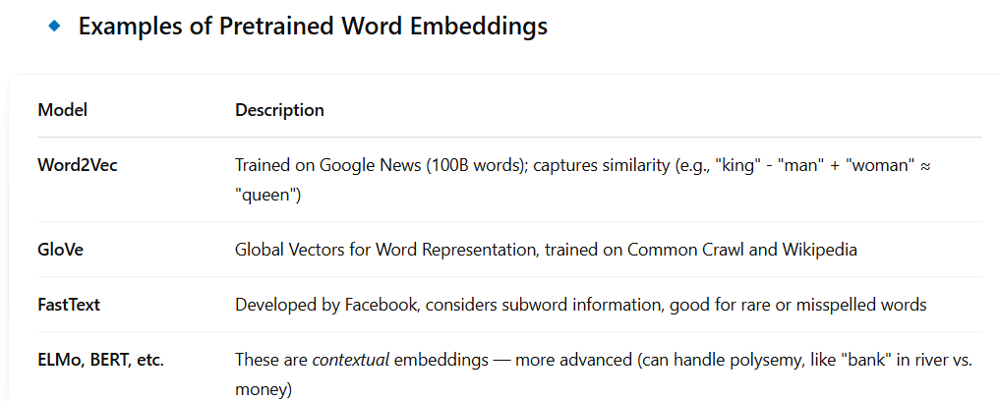 Examples of Pretrained Word Embeddings
Model Description
Word2Vec Trained on Google News (100B words); captures similarity (e.g., "king" - "man" + "woman" ≈
"queen")
GloVe Global Vectors for Word Representation, trained on Common Crawl and Wikipedia
FastText Developed by Facebook, considers subword information, good for rare or misspelled words
ELMo, BERT, etc. These are contextual embeddings — more advanced (can handle polysemy, like "bank" in river vs.
money)